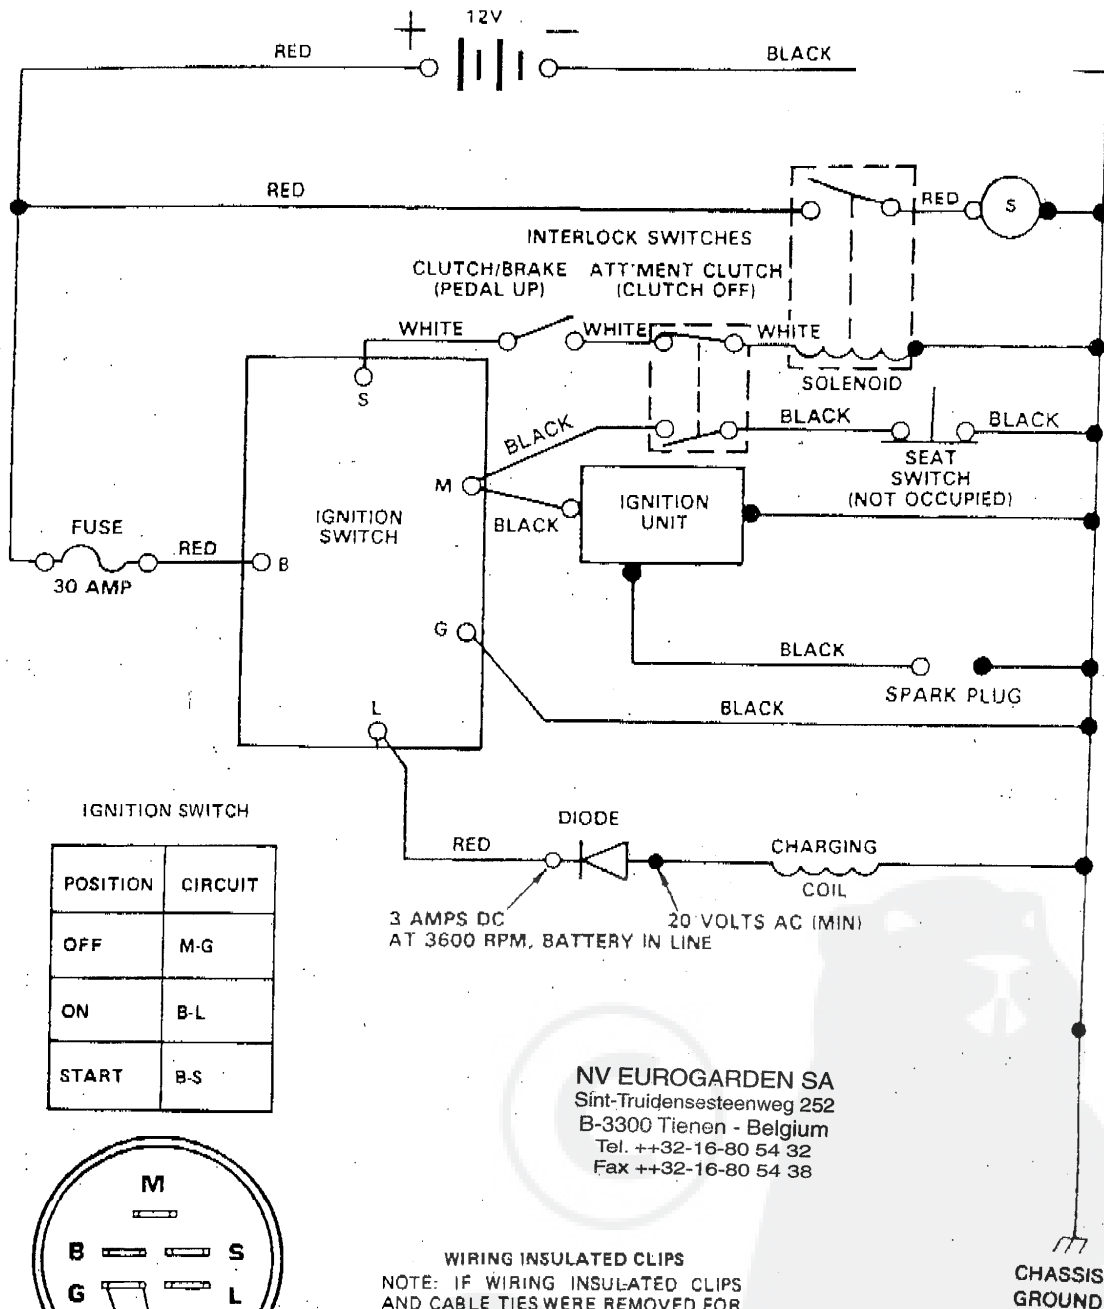 12V
+
−
RED
BLACK
RED
RED
S
INTERLOCK SWITCHES
CLUTCH/BRAKE
(PEDAL UP)
ATT'MENT CLUTCH
(CLUTCH OFF)
WHITE
WHITE
WHITE
S
SOLENOID
BLACK
BLACK
BLACK
SEAT
SWITCH
(NOT OCCUPIED)
M
IGNITION
SWITCH
BLACK
IGNITION
UNIT
FUSE
30 AMP
RED
B
G
BLACK
SPARK PLUG
BLACK
L
IGNITION SWITCH
POSITION CIRCUIT
OFF M-G
ON B-L
START B-S
DIODE
RED
CHARGING
COIL
3 AMPS DC
AT 3600 RPM, BATTERY IN LINE
20 VOLTS AC (MIN)
NV EUROGARDEN SA
Sint-Truidensesteenweg 252
B-3300 Tienen - Belgium
Tel. ++32-16-80 54 32
Fax ++32-16-80 54 38
M
B S
G L
WIRING INSULATED CLIPS
NOTE: IF WIRING INSULATED CLIPS
AND CABLE TIES WERE REMOVED FOR
CHASSIS
GROUND